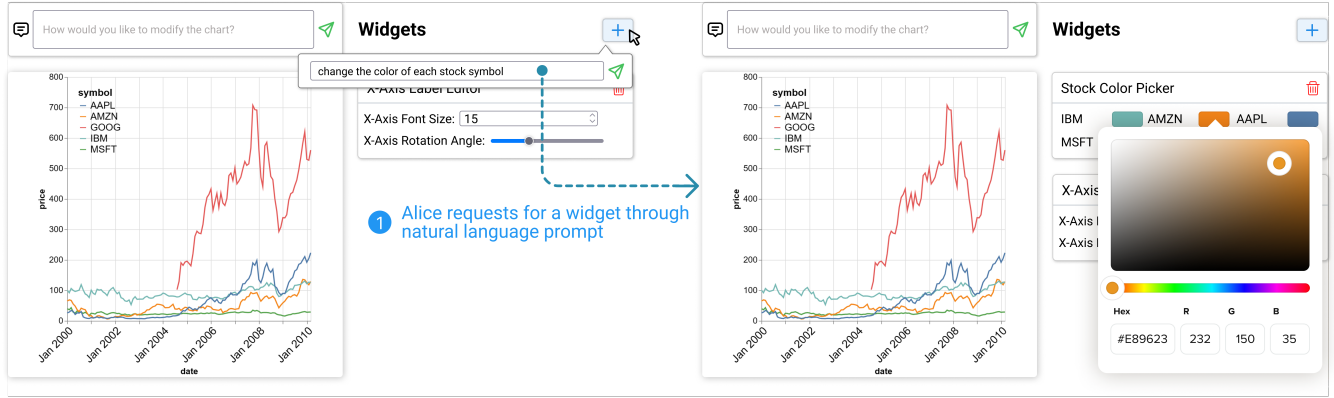 How would you like to modify the chart?
Widgets
+
change the color of each stock symbol
X-Axis Label Editor
X-Axis Font Size: 15
X-Axis Rotation Angle:
800
700
600
500
400
300
200
100
0
price
symbol
AAPL
AMZN
GOOG
IBM
MSFT
Jan 2000
Jan 2002
Jan 2004
Jan 2006
Jan 2008
Jan 2010
date
1 Alice requests for a widget through
natural language prompt
How would you like to modify the chart?
Widgets
+
800
700
600
500
400
300
200
100
0
price
symbol
AAPL
AMZN
GOOG
IBM
MSFT
Jan 2000
Jan 2002
Jan 2004
Jan 2006
Jan 2008
Jan 2010
date
Stock Color Picker
IBM AMZN AAPL
MSFT
X-Axis
X-Axis
X-Axis
Hex R G B
#E89623 232 150 35